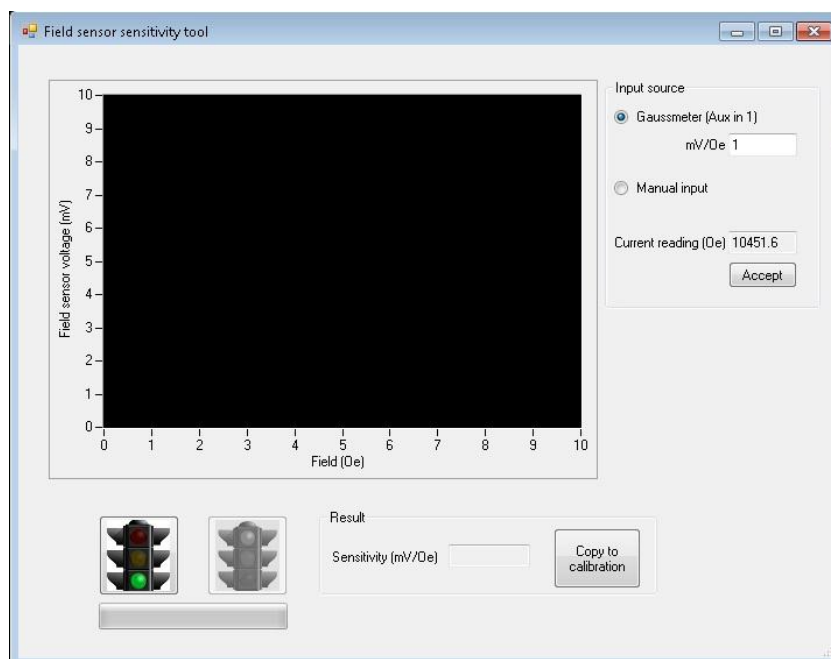 Field sensor sensitivity tool
Field sensor voltage (mV)
10
9
8
7
6
5
4
3
2
1
0
0 1 2 3 4 5 6 7 8 9 10
Field (Oe)
Input source
Gaussmeter (Aux in 1)
mV/Oe 1
Manual input
Current reading (Oe) 10451.6
Accept
Result
Sensitivity (mV/Oe)
Copy to
calibration